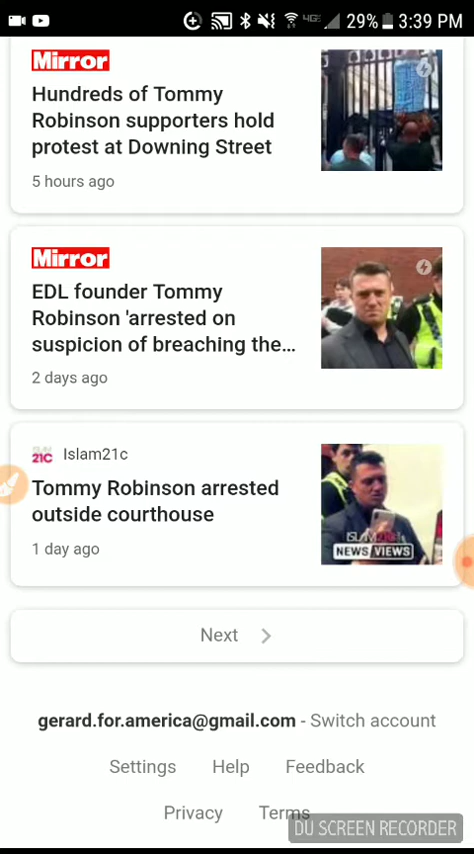 4G LTE 29% 3:39 PM
Mirror
Hundreds of Tommy
Robinson supporters hold
protest at Downing Street
5 hours ago
Mirror
EDL founder Tommy
Robinson 'arrested on
suspicion of breaching the...
2 days ago
21C Islam21c
Tommy Robinson arrested
outside courthouse
1 day ago
NEWS VIEWS
Next
gerard.for.america@gmail.com - Switch account
Settings Help Feedback
Privacy Terms
DU SCREEN RECORDER